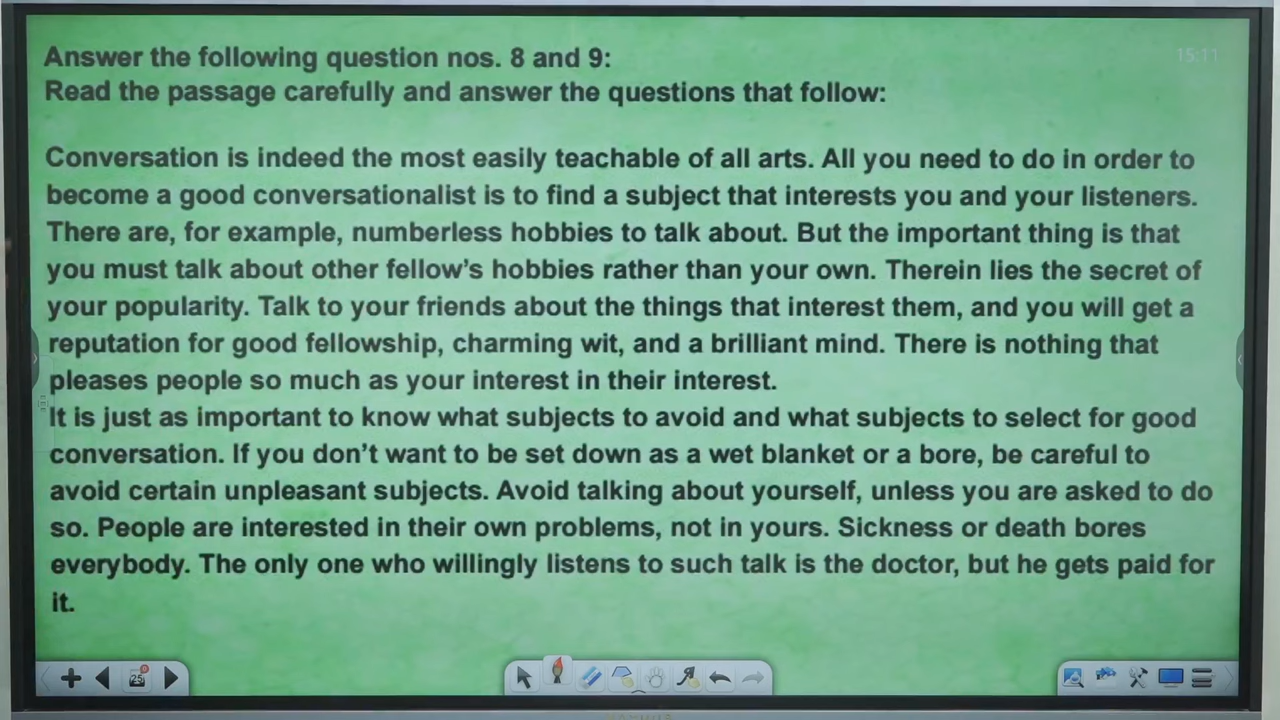 Answer the following question nos. 8 and 9:
15:11
Read the passage carefully and answer the questions that follow:
Conversation is indeed the most easily teachable of all arts. All you need to do in order to
become a good conversationalist is to find a subject that interests you and your listeners.
There are, for example, numberless hobbies to talk about. But the important thing is that
you must talk about other fellow's hobbies rather than your own. Therein lies the secret of
your popularity. Talk to your friends about the things that interest them, and you will get a
reputation for good fellowship, charming wit, and a brilliant mind. There is nothing that
pleases people so much as your interest in their interest.
It is just as important to know what subjects to avoid and what subjects to select for good
conversation. If you don't want to be set down as a wet blanket or a bore, be careful to
avoid certain unpleasant subjects. Avoid talking about yourself, unless you are asked to do
so. People are interested in their own problems, not in yours. Sickness or death bores
everybody. The only one who willingly listens to such talk is the doctor, but he gets paid for
it.
25